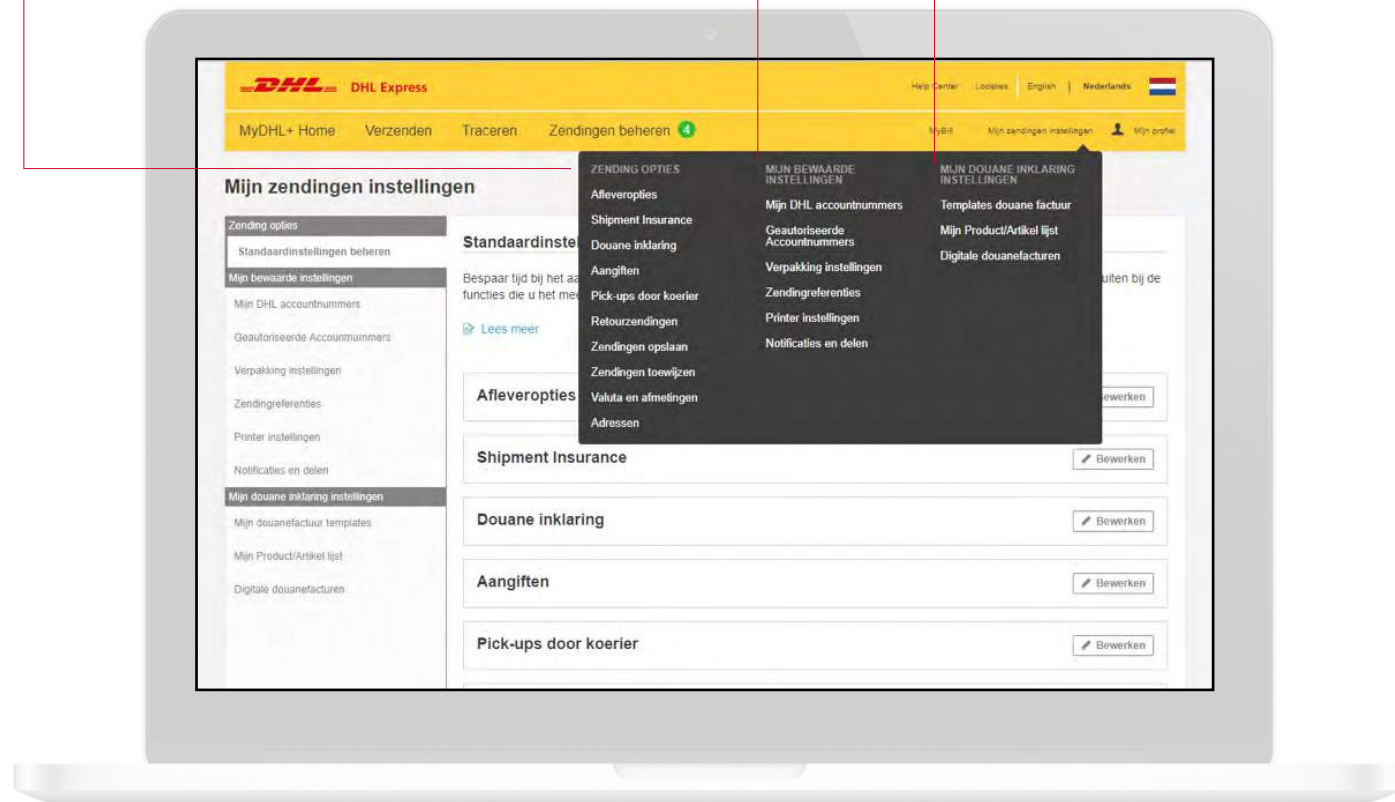 DHL DHL Express
Help Center Locaties English | Nederlands
MyDHL+ Home Verzenden Traceren Zendingen beheren 4
MyBill Mijn zendingen instellingen Mijn profiel
Mijn zendingen instellingen
ZENDING OPTIES
Afleveropties
Shipment Insurance
Douane inklaring
Aangiften
Pick-ups door koerier
Retourzendingen
Zendingen opslaan
Zendingen toewijzen
Valuta en afmetingen
Adressen
MIJN BEWAARDE
INSTELLINGEN
Mijn DHL accountnummers
Geautoriseerde
Accountnummers
Verpakking instellingen
Zendingreferenties
Printer instellingen
Notificaties en delen
MIJN DOUANE INKLARING
INSTELLINGEN
Templates douane factuur
Mijn Product/Artikel lijst
Digitale douanefacturen
Zending opties
Standaardinstellingen beheren
Mijn bewaarde instellingen
Mijn DHL accountnummers
Geautoriseerde Accountnummers
Verpakking instellingen
Zendingreferenties
Printer instellingen
Notificaties en delen
Mijn douane inklaring instellingen
Mijn douanefactuur templates
Mijn Product/Artikel lijst
Digitale douanefacturen
Standaardinstel
Bespaar tijd bij het aa uiten bij de
functies die u het mee
Lees meer
Afleveropties ewerken
Shipment Insurance Bewerken
Douane inklaring Bewerken
Aangiften Bewerken
Pick-ups door koerier Bewerken